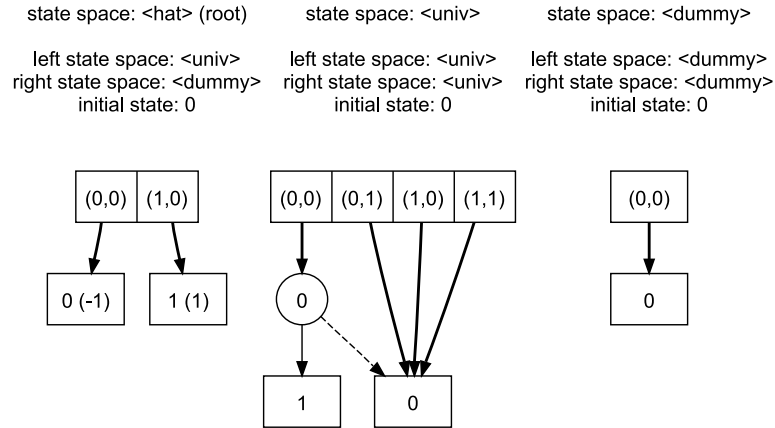 state space: <hat> (root)
left state space: <univ>
right state space: <dummy>
initial state: 0
state space: <univ>
left state space: <univ>
right state space: <univ>
initial state: 0
state space: <dummy>
left state space: <dummy>
right state space: <dummy>
initial state: 0
(0,0) (1,0)
(0,0) (0,1) (1,0) (1,1)
(0,0)
0 (-1) 1 (1)
0
0
1 0